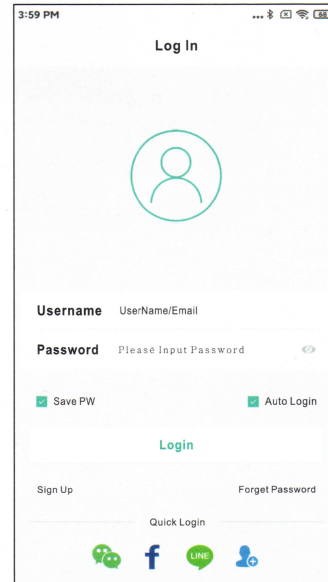 3:59 PM 68
Log In
Username UserName/Email
Password Please Input Password
Save PW Auto Login
Login
Sign Up Forget Password
Quick Login
f LINE